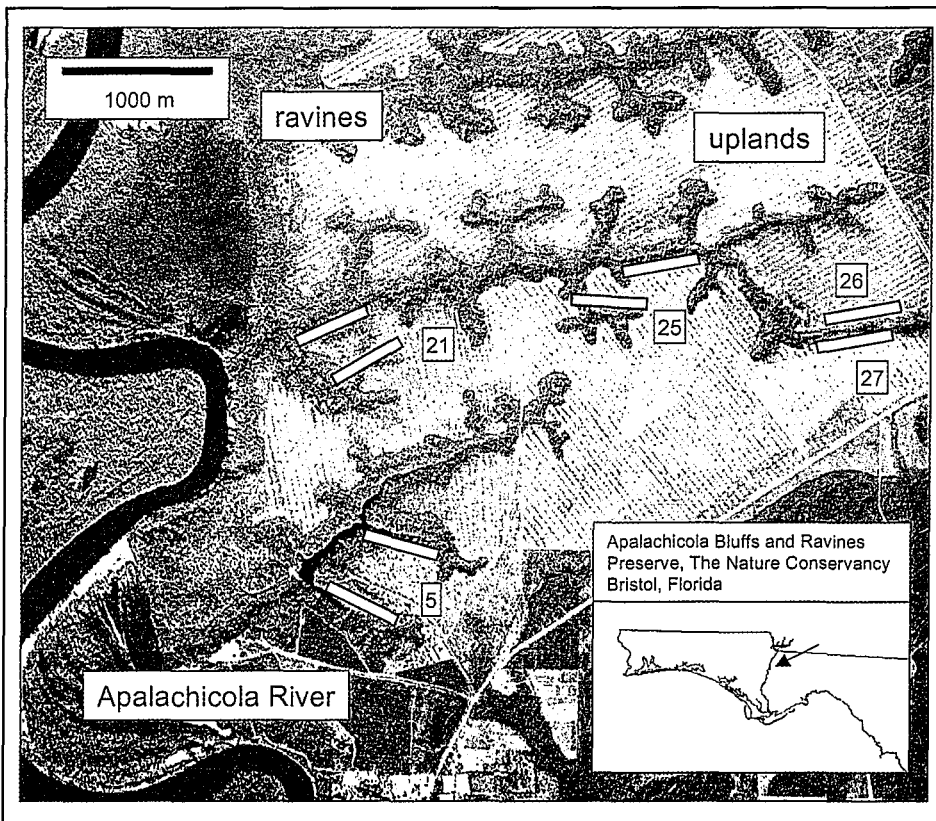 1000 m
ravines
uplands
26
21
25
27
Apalachicola Bluffs and Ravines
Preserve, The Nature Conservancy
Bristol, Florida
5
Apalachicola River